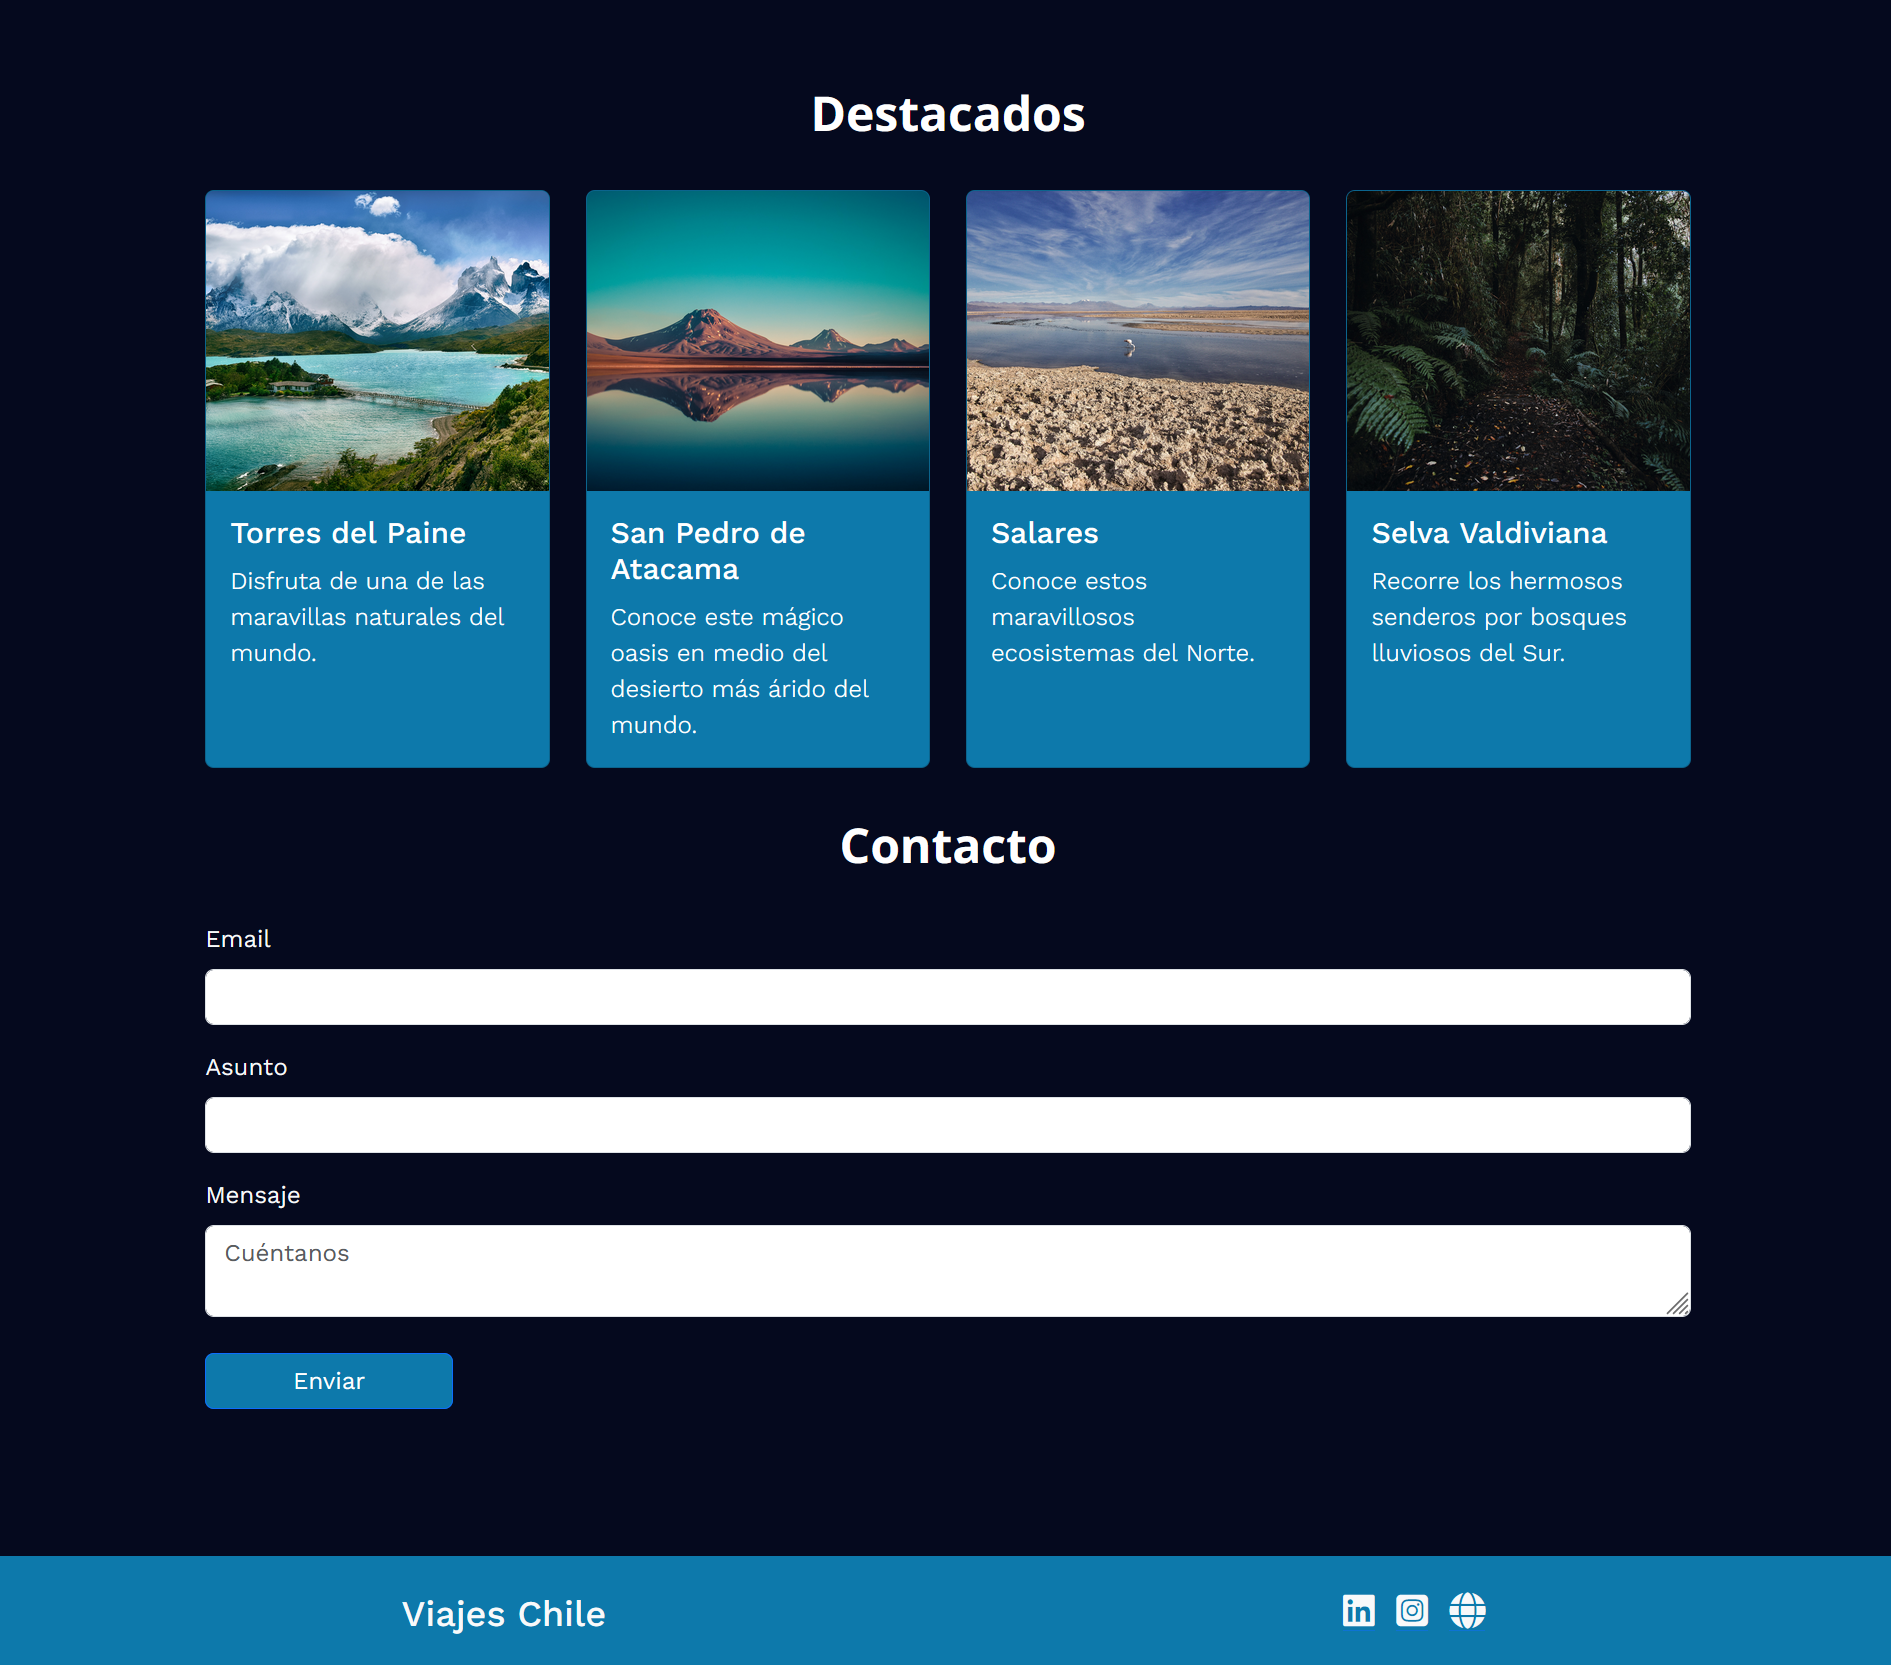 Destacados
Torres del Paine
Disfruta de una de las
maravillas naturales del
mundo.
San Pedro de
Atacama
Conoce este mágico
oasis en medio del
desierto más árido del
mundo.
Salares
Conoce estos
maravillosos
ecosistemas del Norte.
Selva Valdiviana
Recorre los hermosos
senderos por bosques
lluviosos del Sur.
Contacto
Email
Asunto
Mensaje
Cuéntanos
Enviar
Viajes Chile
in